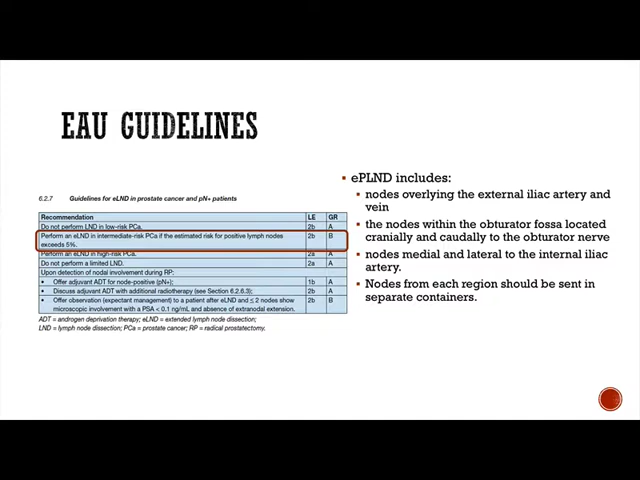 EAU GUIDELINES
6.2.7 Guidelines for eLND in prostate cancer and pN+ patients
Recommendation LE GR
Do not perform LND in low-risk PCa. 2b A
Perform an eLND in intermediate-risk PCa if the estimated risk for positive lymph nodes 2b B
exceeds 5%.
Perform an eLND in high-risk PCa. 2a A
Do not perform a limited LND. 2a A
Upon detection of nodal involvement during RP:
• Offer adjuvant ADT for node-positive (pN+); 1b A
• Discuss adjuvant ADT with additional radiotherapy (see Section 6.2.6.3); 2b A
• Offer observation (expectant management) to a patient after eLND and ≤ 2 nodes show 2b B
microscopic involvement with a PSA < 0.1 ng/mL and absence of extranodal extension.
ADT = androgen deprivation therapy; eLND = extended lymph node dissection;
LND = lymph node dissection; PCa = prostate cancer; RP = radical prostatectomy.
▪ ePLND includes:
▪ nodes overlying the external iliac artery and
vein
▪ the nodes within the obturator fossa located
cranially and caudally to the obturator nerve
▪ nodes medial and lateral to the internal iliac
artery.
▪ Nodes from each region should be sent in
separate containers.